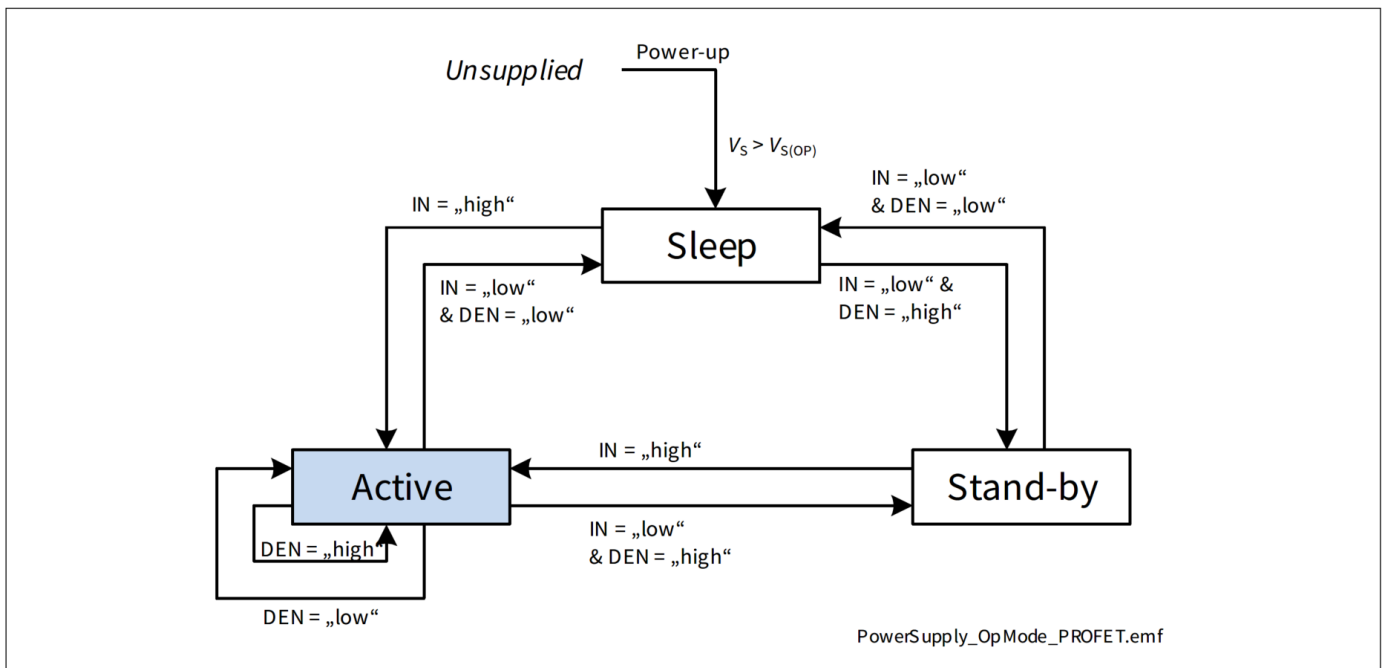 Power-up
Unsupplied
VS > VS(OP)
IN = „low“
& DEN = „low“
IN = „high“
Sleep
IN = „low“
& DEN = „low“
IN = „low“ &
DEN = „high“
IN = „high“
Active
Stand-by
IN = „low“
& DEN = „high“
DEN = „high“
DEN = „low“
PowerSupply_OpMode_PROFET.emf